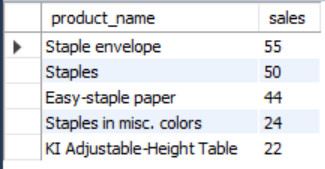 product_name sales
Staple envelope 55
Staples 50
Easy-staple paper 44
Staples in misc. colors 24
KI Adjustable-Height Table 22